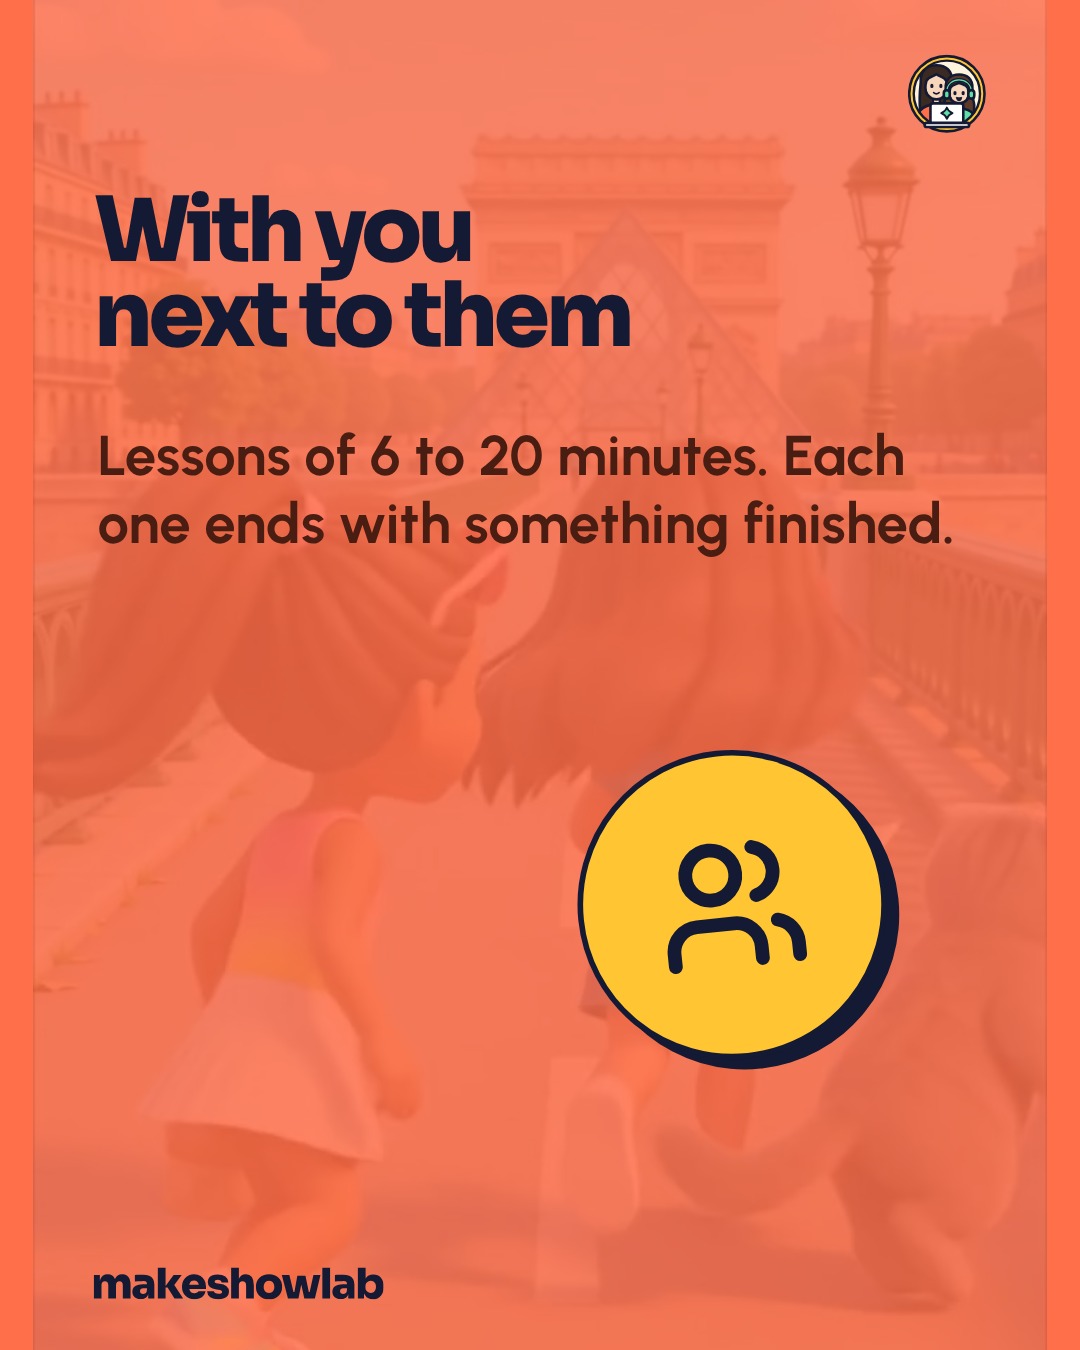 With you
next to them
Lessons of 6 to 20 minutes. Each
one ends with something finished.
makeshowlab